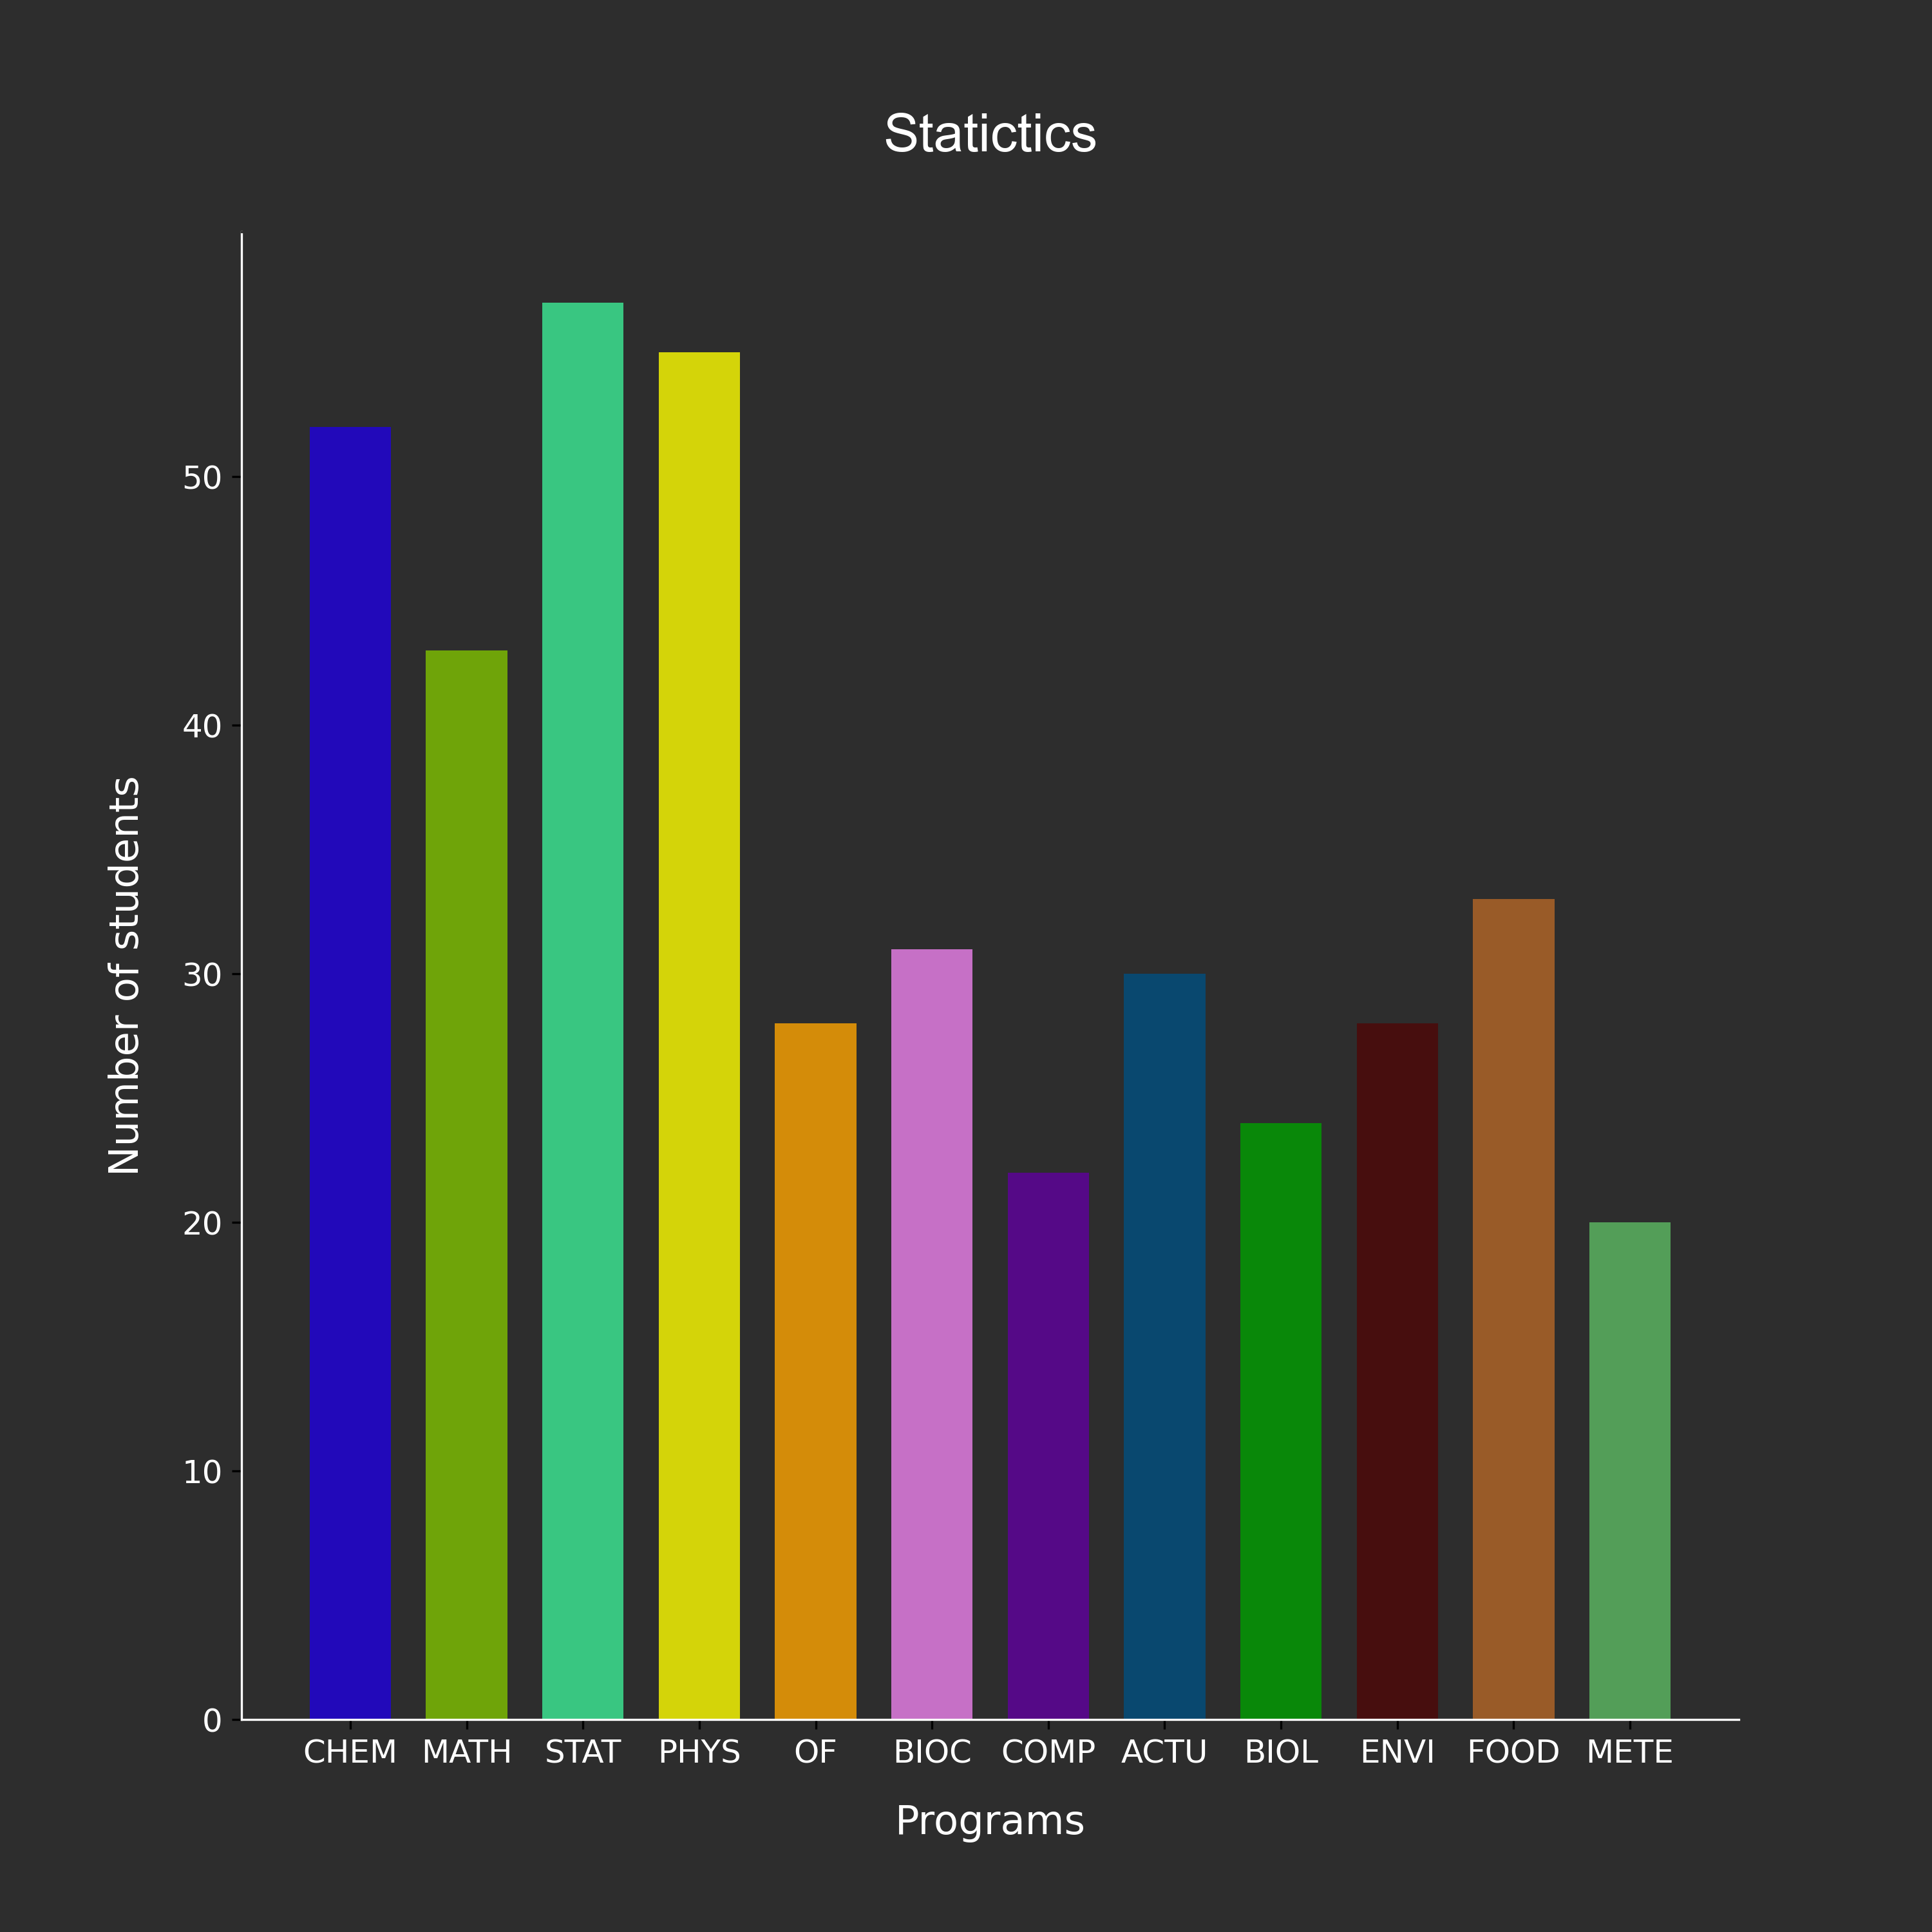 Statictics
Number of students
50
40
30
20
10
0
CHEM MATH STAT PHYS OF BIOC COMP ACTU BIOL ENVI FOOD METE
Programs